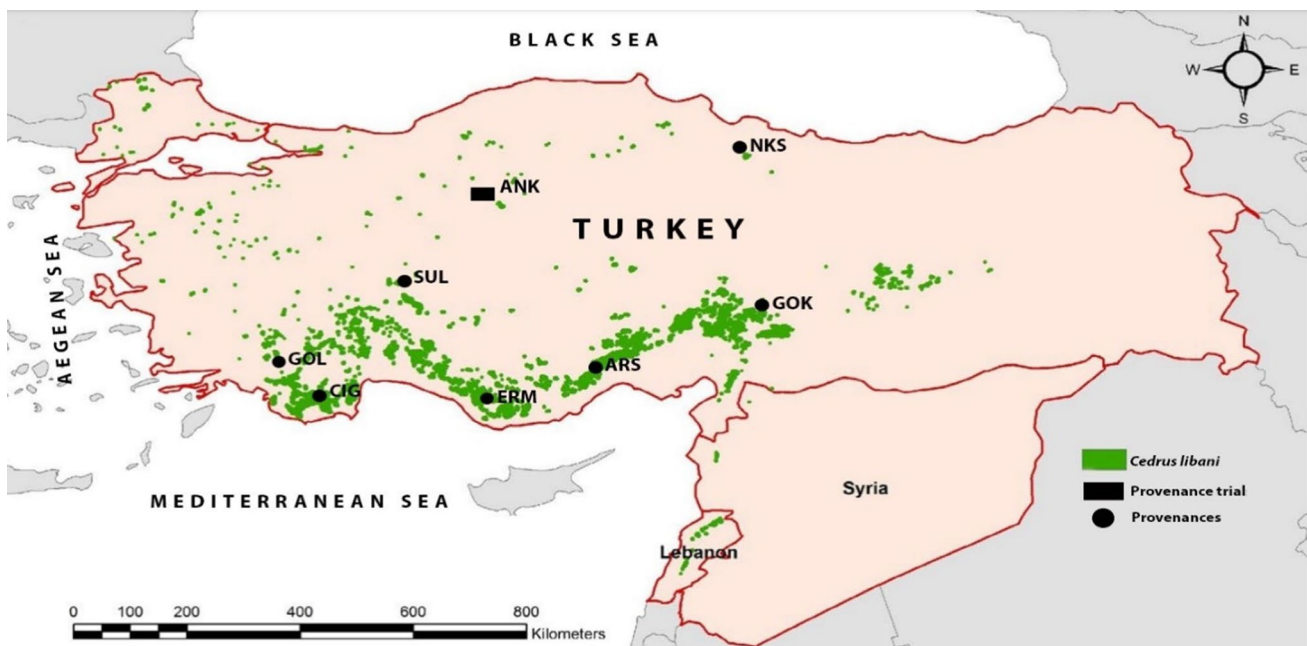 BLACK SEA
N
W E
S
NKS
ANK
TURKEY
AEGEAN SEA
SUL
GOK
GOL
ARS
CIG
ERM
Cedrus libani
MEDITERRANEAN SEA
Syria
Provenance trial
Provenances
Lebanon
0 100 200 400 600 800
Kilometers